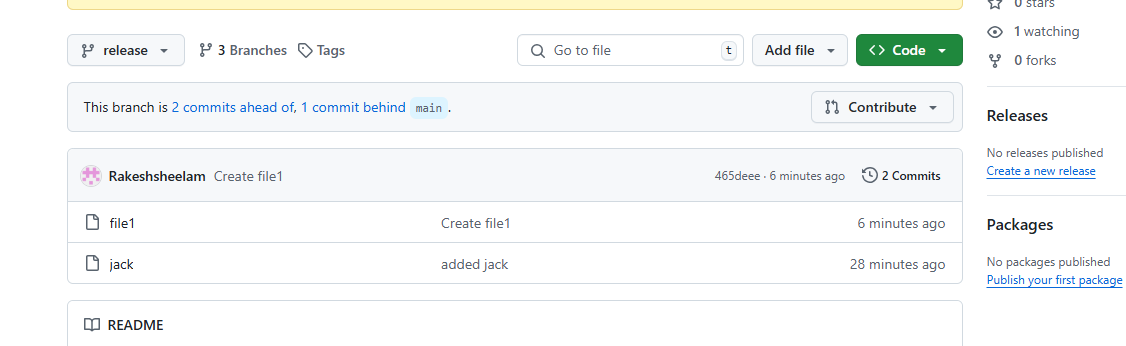 0 stars
release
3 Branches
Tags
Go to file
t
Add file
Code
1 watching
0 forks
This branch is 2 commits ahead of, 1 commit behind main.
Contribute
Releases
No releases published
Create a new release
Rakeshsheelam Create file1
465deee · 6 minutes ago
2 Commits
file1 Create file1 6 minutes ago
jack added jack 28 minutes ago
Packages
No packages published
Publish your first package
README